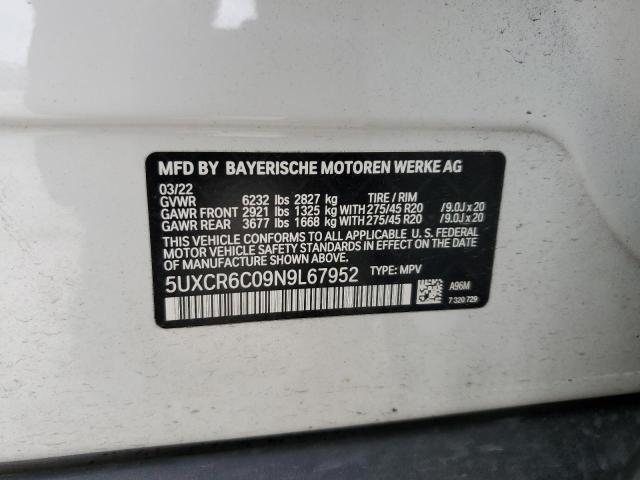 MFD BY BAYERISCHE MOTOREN WERKE AG
03/22
GVWR 6232 lbs 2827 kg TIRE / RIM
GAWR FRONT 2921 lbs 1325 kg WITH 275/45 R20 /9.0J x 20
GAWR REAR 3677 lbs 1668 kg WITH 275/45 R20 /9.0J x 20
THIS VEHICLE CONFORMS TO ALL APPLICABLE U. S. FEDERAL
MOTOR VEHICLE SAFETY STANDARDS IN EFFECT ON THE
DATE OF MANUFACTURE SHOWN ABOVE.
5UXCR6C09N9L67952 TYPE: MPV
A96M
7 320 729